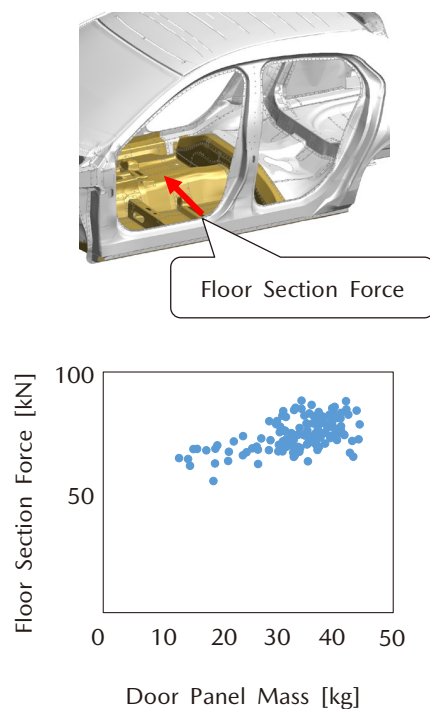 Floor Section Force
Floor Section Force [kN]
100
50
0 10 20 30 40 50
Door Panel Mass [kg]